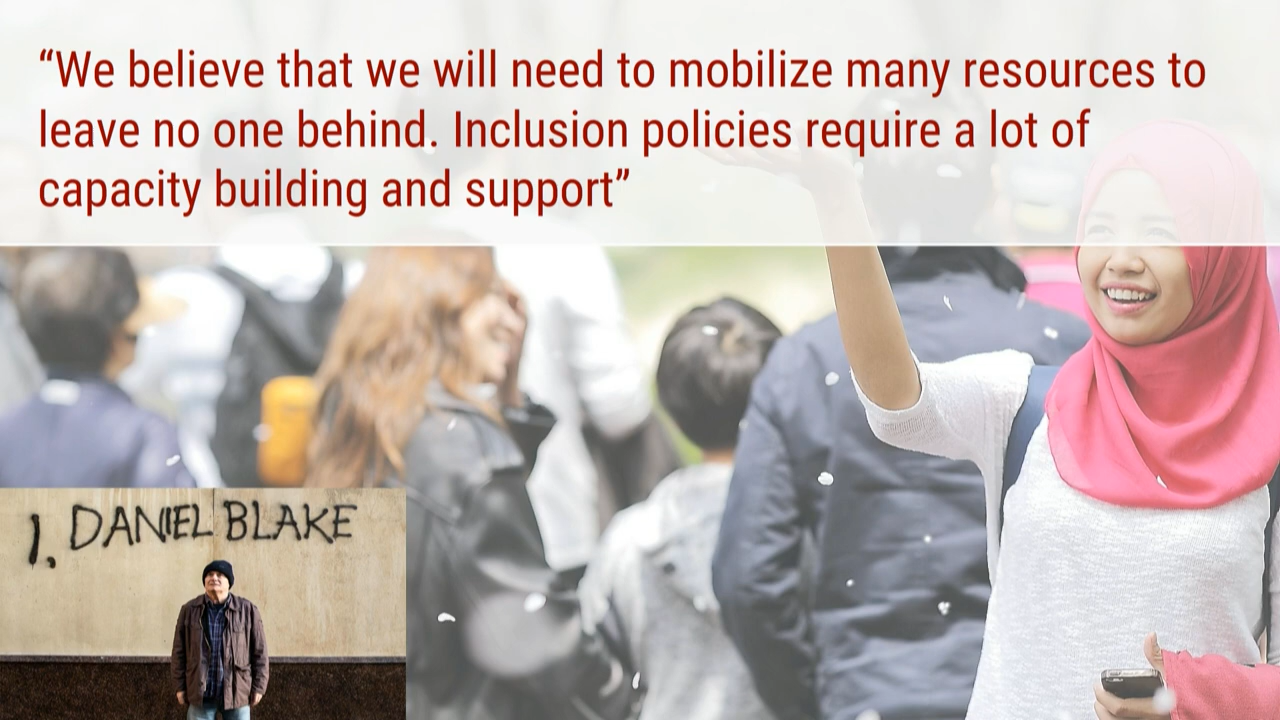 “We believe that we will need to mobilize many resources to
leave no one behind. Inclusion policies require a lot of
capacity building and support”
I, DANIEL BLAKE